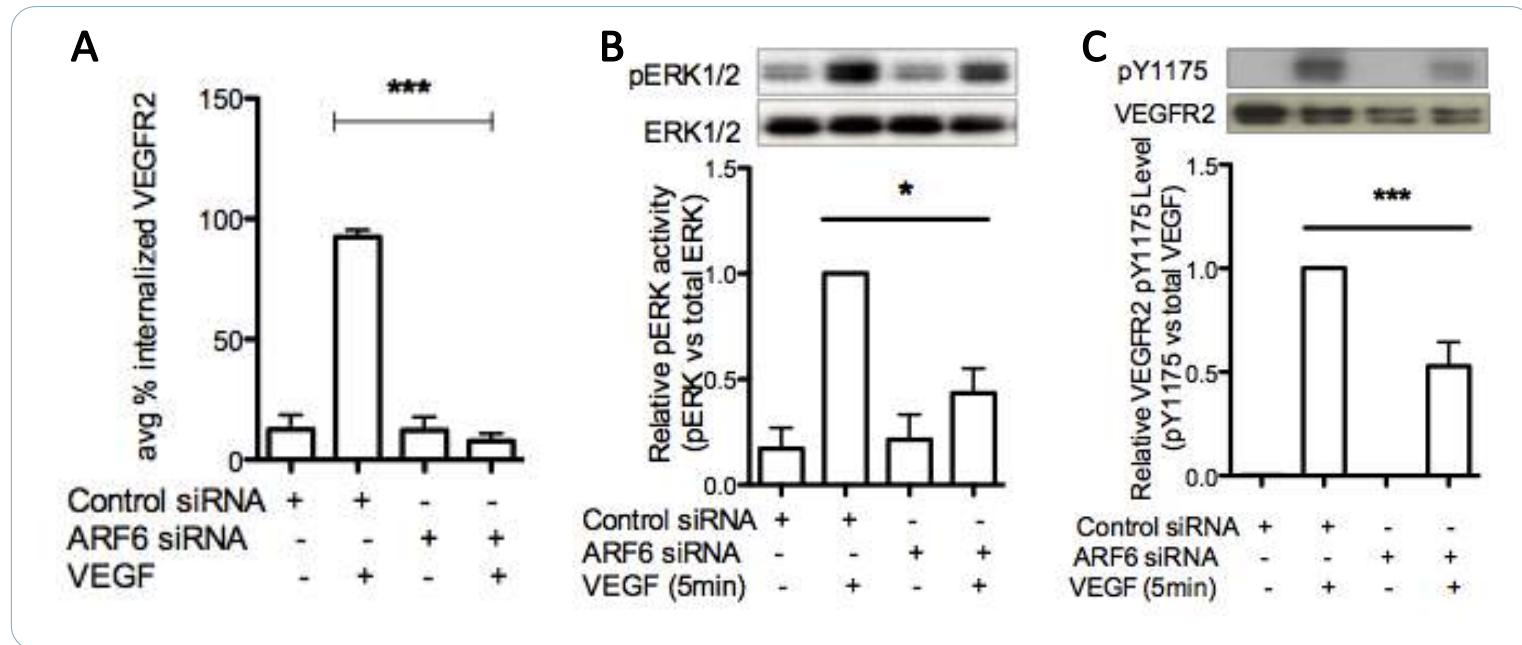 A
***
avg % internalized VEGFR2
150
100
50
0
Control siRNA + + - -
ARF6 siRNA - - + +
VEGF - + - +
B
pERK1/2
ERK1/2
*
Relative pERK activity
(pERK vs total ERK)
1.5
1.0
0.5
0.0
Control siRNA + + - -
ARF6 siRNA - - + +
VEGF (5min) - + - +
C
pY1175
VEGFR2
***
Relative VEGFR2 pY1175 Level
(pY1175 vs total VEGF)
1.5
1.0
0.5
0.0
Control siRNA + + - -
ARF6 siRNA - - + +
VEGF (5min) - + - +